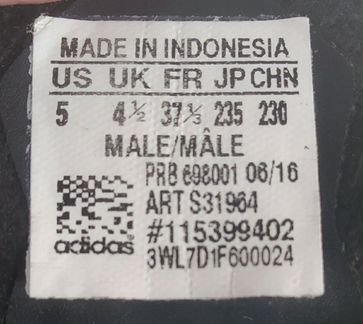 MADE IN INDONESIA
US UK FR JP CHN
5 4½ 37⅓ 235 230
MALE/MÂLE
PRB 698001 06/16
ART S31964
#115399402
adidas 3WL7D1F600024